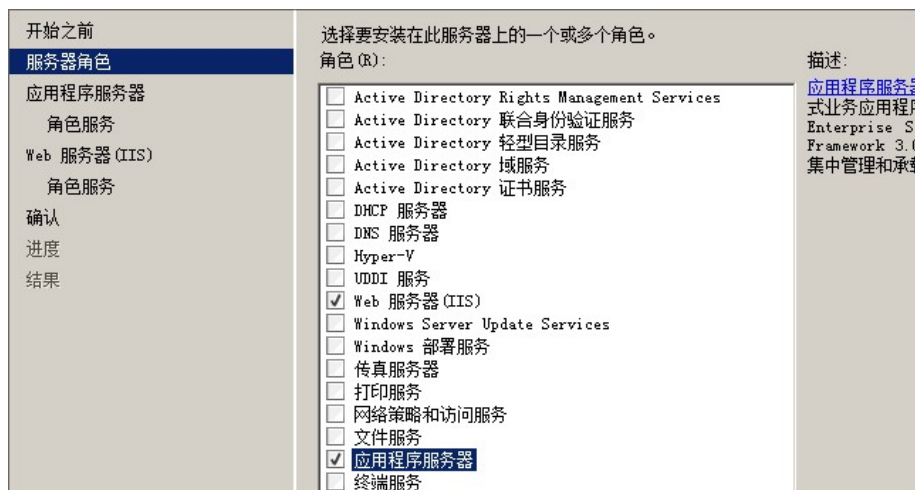 开始之前
服务器角色
应用程序服务器
角色服务
Web 服务器(IIS)
角色服务
确认
进度
结果
选择要安装在此服务器上的一个或多个角色。
角色(R):
Active Directory Rights Management Services
Active Directory 联合身份验证服务
Active Directory 轻型目录服务
Active Directory 域服务
Active Directory 证书服务
DHCP 服务器
DNS 服务器
Hyper-V
UDDI 服务
Web 服务器(IIS)
Windows Server Update Services
Windows 部署服务
传真服务器
打印服务
网络策略和访问服务
文件服务
应用程序服务器
终端服务
描述:
应用程序服务
式业务应用程
Enterprise S
Framework 3.
集中管理和承